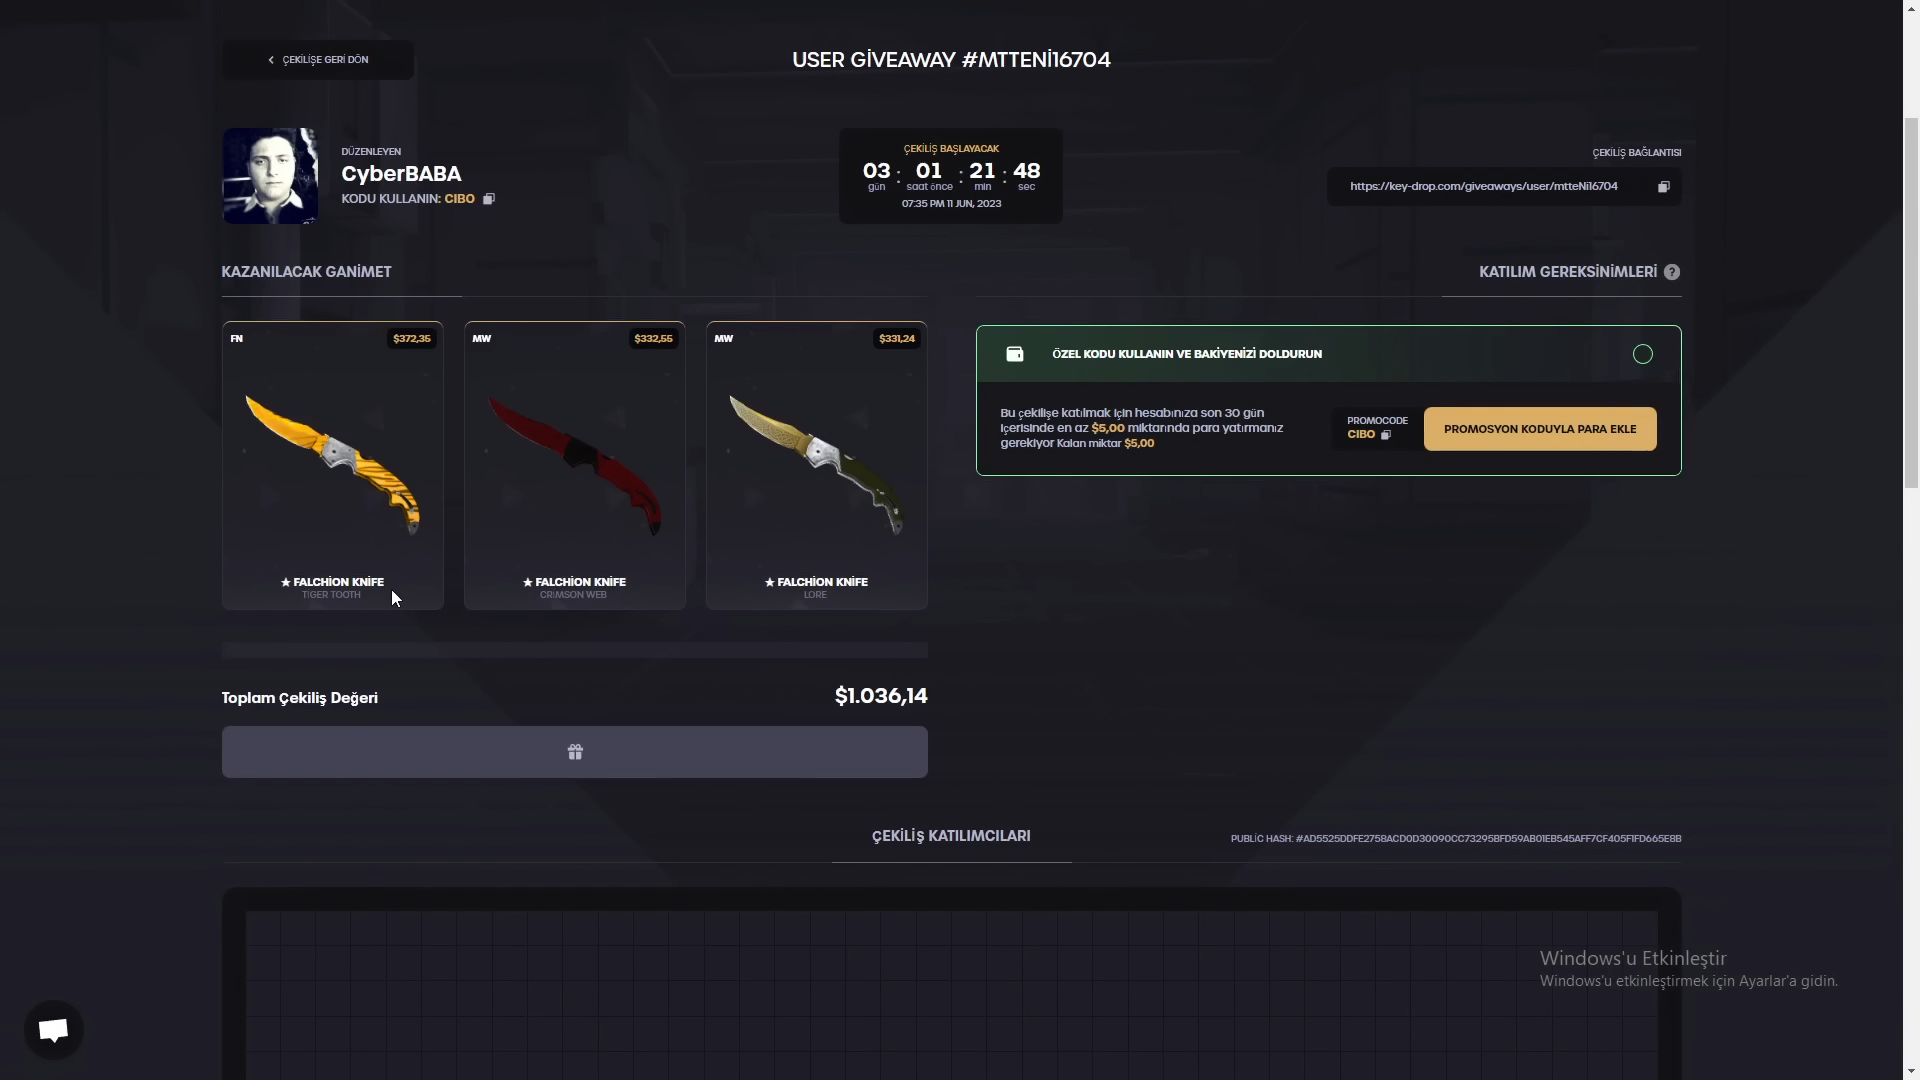 ÇEKİLİŞE GERİ DÖN
USER GİVEAWAY #MTTENİ16704
DÜZENLEYEN
CyberBABA
KODU KULLANIN: CIBO
ÇEKİLİŞ BAŞLAYACAK
03 : 01 : 21 : 48
gün saat önce min sec
07:35 PM 11 JUN, 2023
ÇEKİLİŞ BAĞLANTISI
https://key-drop.com/giveaways/user/mtteNi16704
KAZANILACAK GANİMET
KATILIM GEREKSİNİMLERİ ?
FN $372,35
MW $332,55
MW $331,24
★ FALCHİON KNİFE
TİGER TOOTH
★ FALCHİON KNİFE
CRİMSON WEB
★ FALCHİON KNİFE
LORE
ÖZEL KODU KULLANIN VE BAKİYENİZİ DOLDURUN
Bu çekilişe katılmak için hesabınıza son 30 gün
içerisinde en az $5,00 miktarında para yatırmanız
gerekiyor Kalan miktar $5,00
PROMOCODE
CIBO
PROMOSYON KODUYLA PARA EKLE
Toplam Çekiliş Değeri
$1.036,14
ÇEKİLİŞ KATILIMCILARI
PUBLİC HASH: #AD5525DDFE2758ACD0D30090CC73295BFD59AB01EB545AFF7CF405F1FD665E8B
Windows'u Etkinleştir
Windows'u etkinleştirmek için Ayarlar'a gidin.